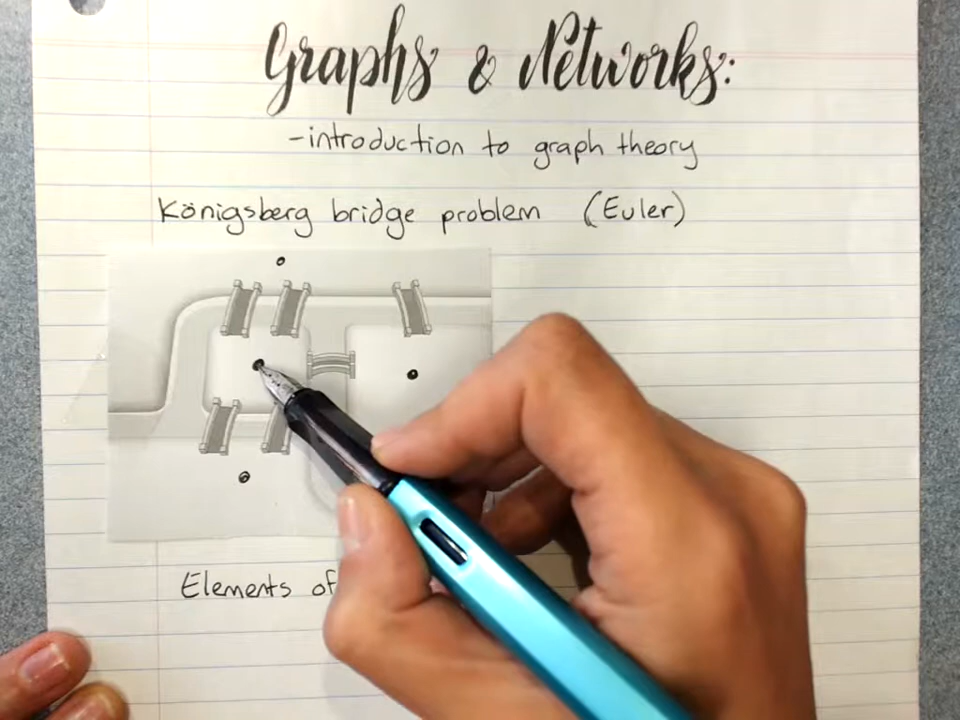 Graphs & Networks:
-introduction to graph theory
Königsberg bridge problem (Euler)
Elements of